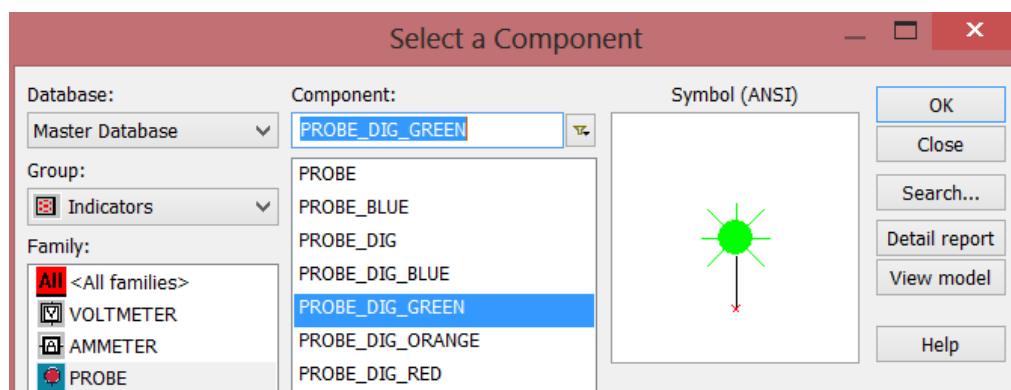 Select a Component
Database:
Master Database
Group:
Indicators
Family:
All <All families>
V VOLTMETER
A AMMETER
PROBE
Component:
PROBE_DIG_GREEN
PROBE
PROBE_BLUE
PROBE_DIG
PROBE_DIG_BLUE
PROBE_DIG_GREEN
PROBE_DIG_ORANGE
PROBE_DIG_RED
Symbol (ANSI)
OK
Close
Search...
Detail report
View model
Help